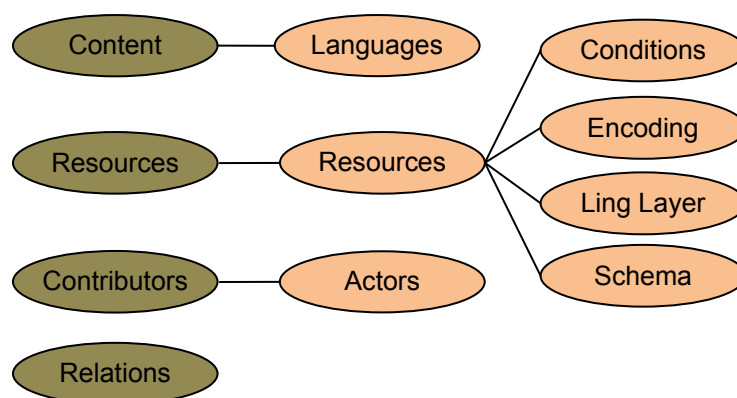 Content
Languages
Conditions
Encoding
Resources
Resources
Ling Layer
Contributors
Actors
Schema
Relations